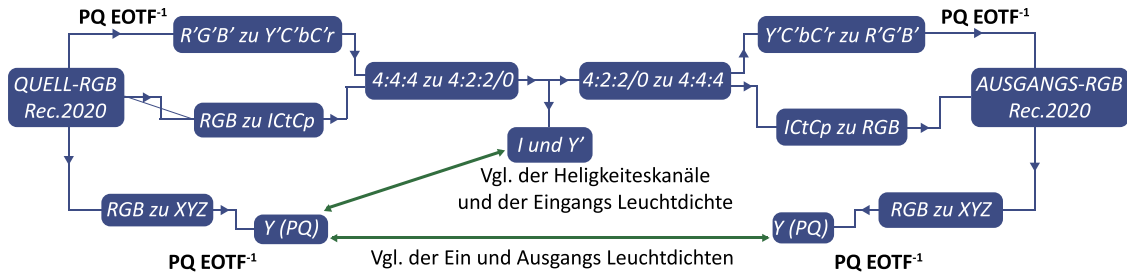 PQ EOTF-1
PQ EOTF-1
R'G'B' zu Y'C'bC'r
Y'C'bC'r zu R'G'B'
QUELL-RGB
Rec.2020
4:4:4 zu 4:2:2/0
4:2:2/0 zu 4:4:4
AUSGANGS-RGB
Rec.2020
RGB zu ICtCp
ICtCp zu RGB
I und Y'
Vgl. der Heligkeiteskanäle
und der Eingangs Leuchtdichte
RGB zu XYZ
RGB zu XYZ
Y (PQ)
Y (PQ)
PQ EOTF-1
Vgl. der Ein und Ausgangs Leuchtdichten
PQ EOTF-1